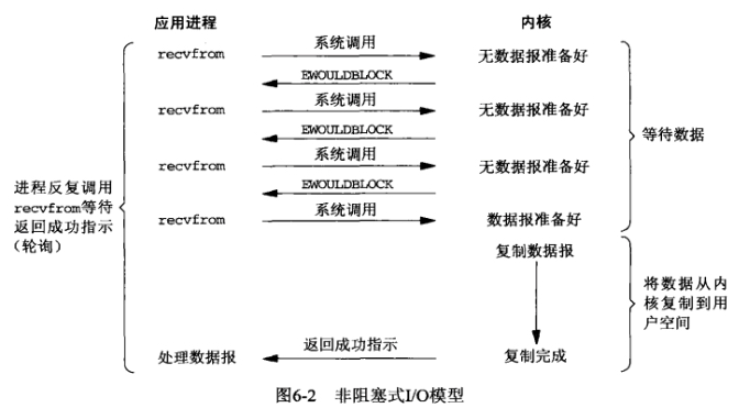 应用进程
内核
recvfrom
系统调用
无数据报准备好
EWOULDBLOCK
recvfrom
系统调用
无数据报准备好
EWOULDBLOCK
recvfrom
系统调用
无数据报准备好
EWOULDBLOCK
recvfrom
系统调用
数据报准备好
等待数据
进程反复调用
recvfrom等待
返回成功指示
(轮询)
复制数据报
将数据从内
核复制到用
户空间
处理数据报
返回成功指示
复制完成
图6-2 非阻塞式I/O模型